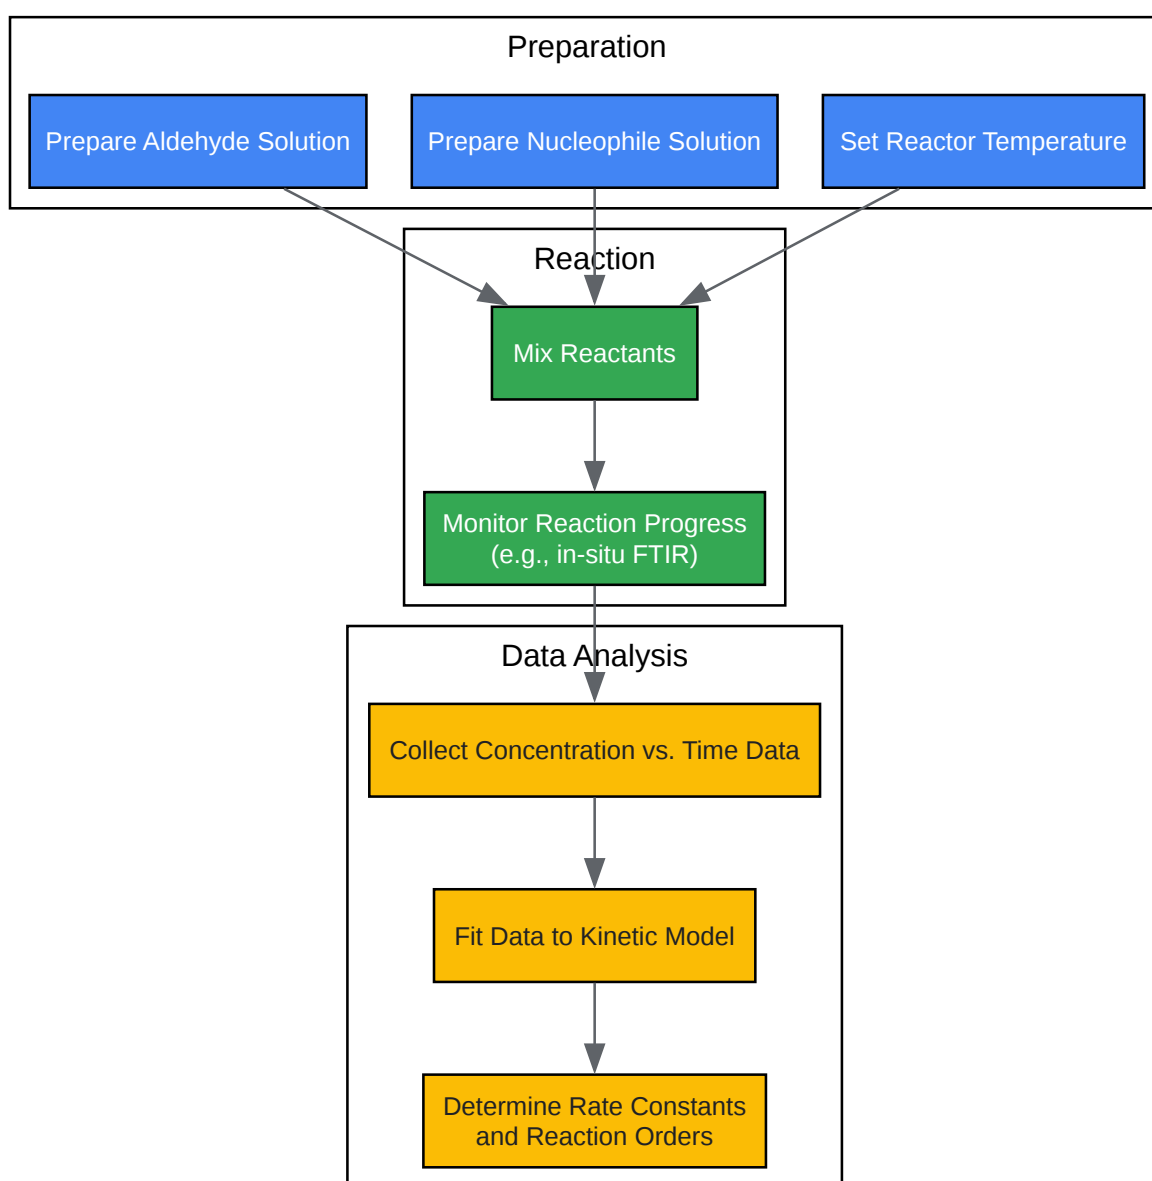 Preparation
Prepare Aldehyde Solution
Prepare Nucleophile Solution
Set Reactor Temperature
Reaction
Mix Reactants
Monitor Reaction Progress
(e.g., in-situ FTIR)
Data Analysis
Collect Concentration vs. Time Data
Fit Data to Kinetic Model
Determine Rate Constants
and Reaction Orders